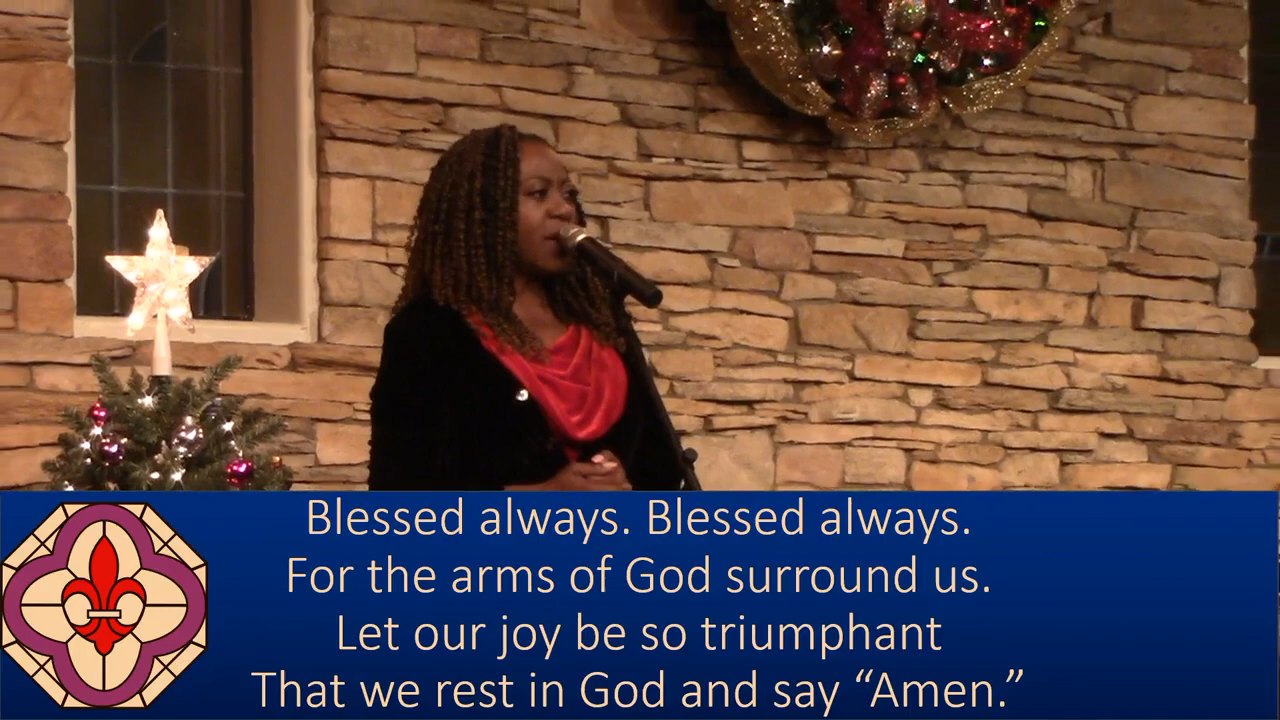 Blessed always. Blessed always.
For the arms of God surround us.
Let our joy be so triumphant
That we rest in God and say “Amen.”